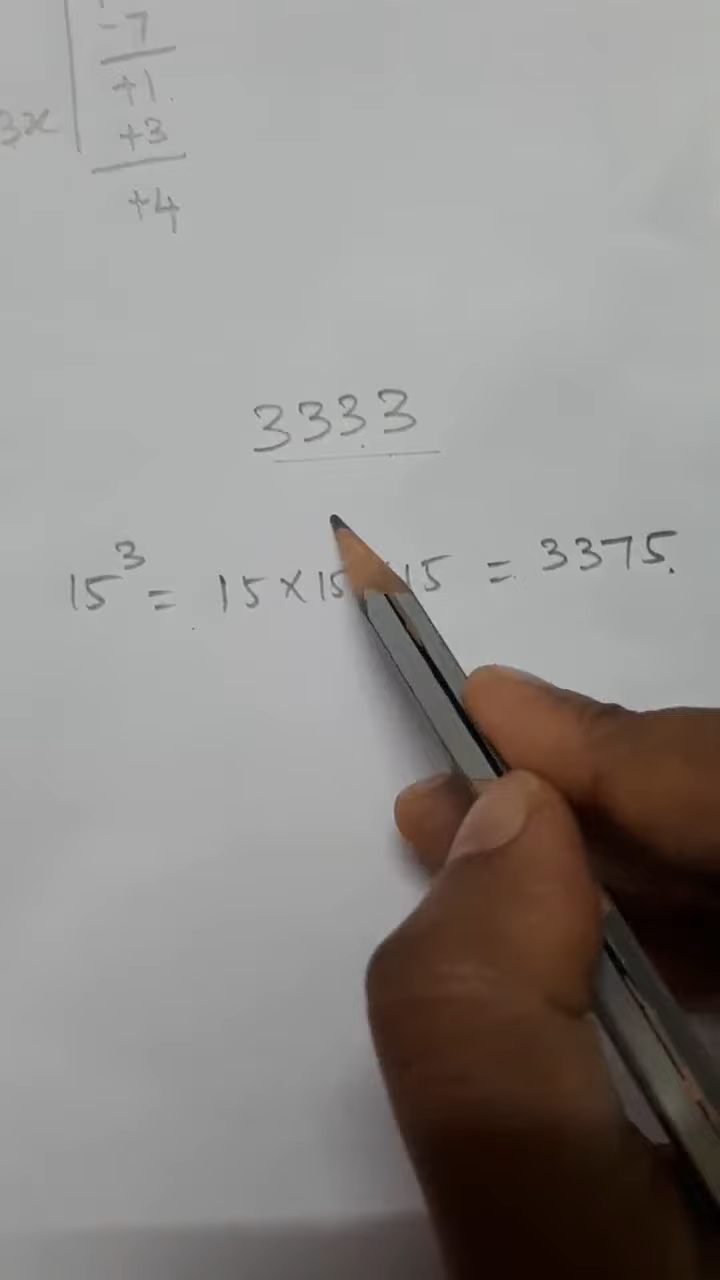 -7
+1.
3x
+3
+4
3333
15³ = 15×15 15 = 3375.